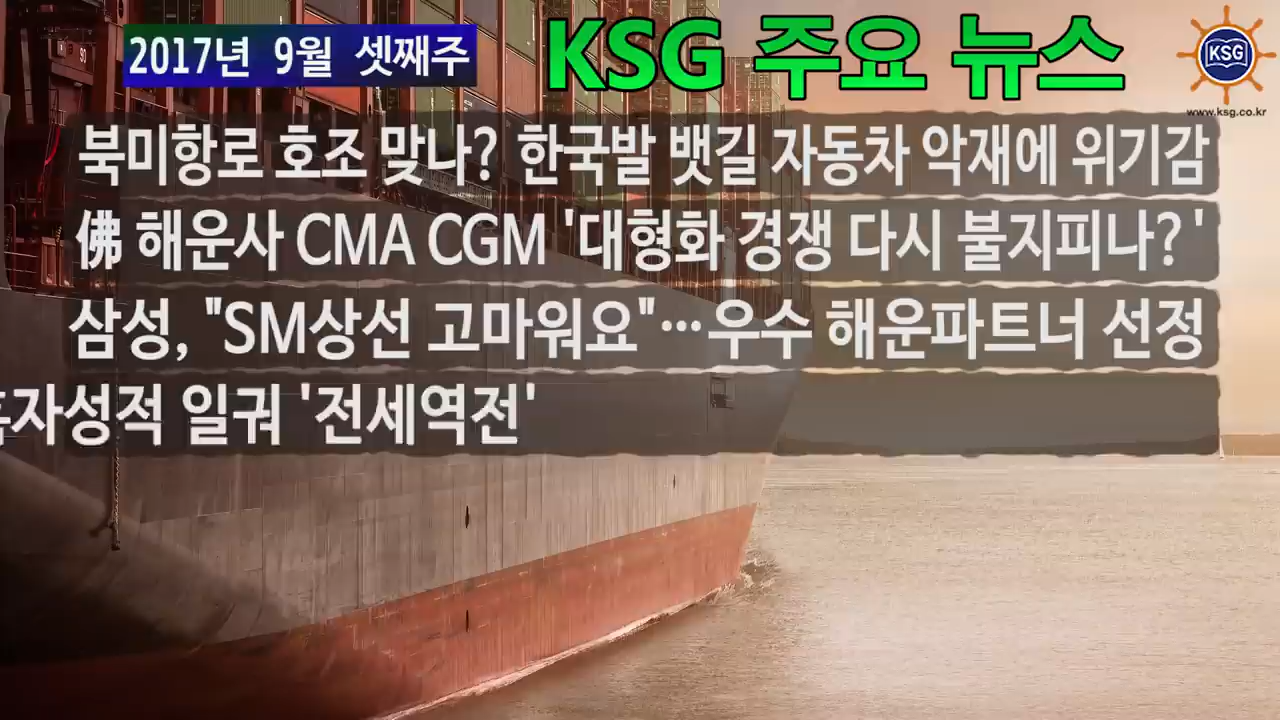 2017년 9월 셋째주
KSG 주요 뉴스
KSG
www.ksg.co.kr
북미항로 호조 맞나? 한국발 뱃길 자동차 악재에 위기감
佛 해운사 CMA CGM '대형화 경쟁 다시 불지피나?'
삼성, "SM상선 고마워요"…우수 해운파트너 선정
일궈 '전세역전'